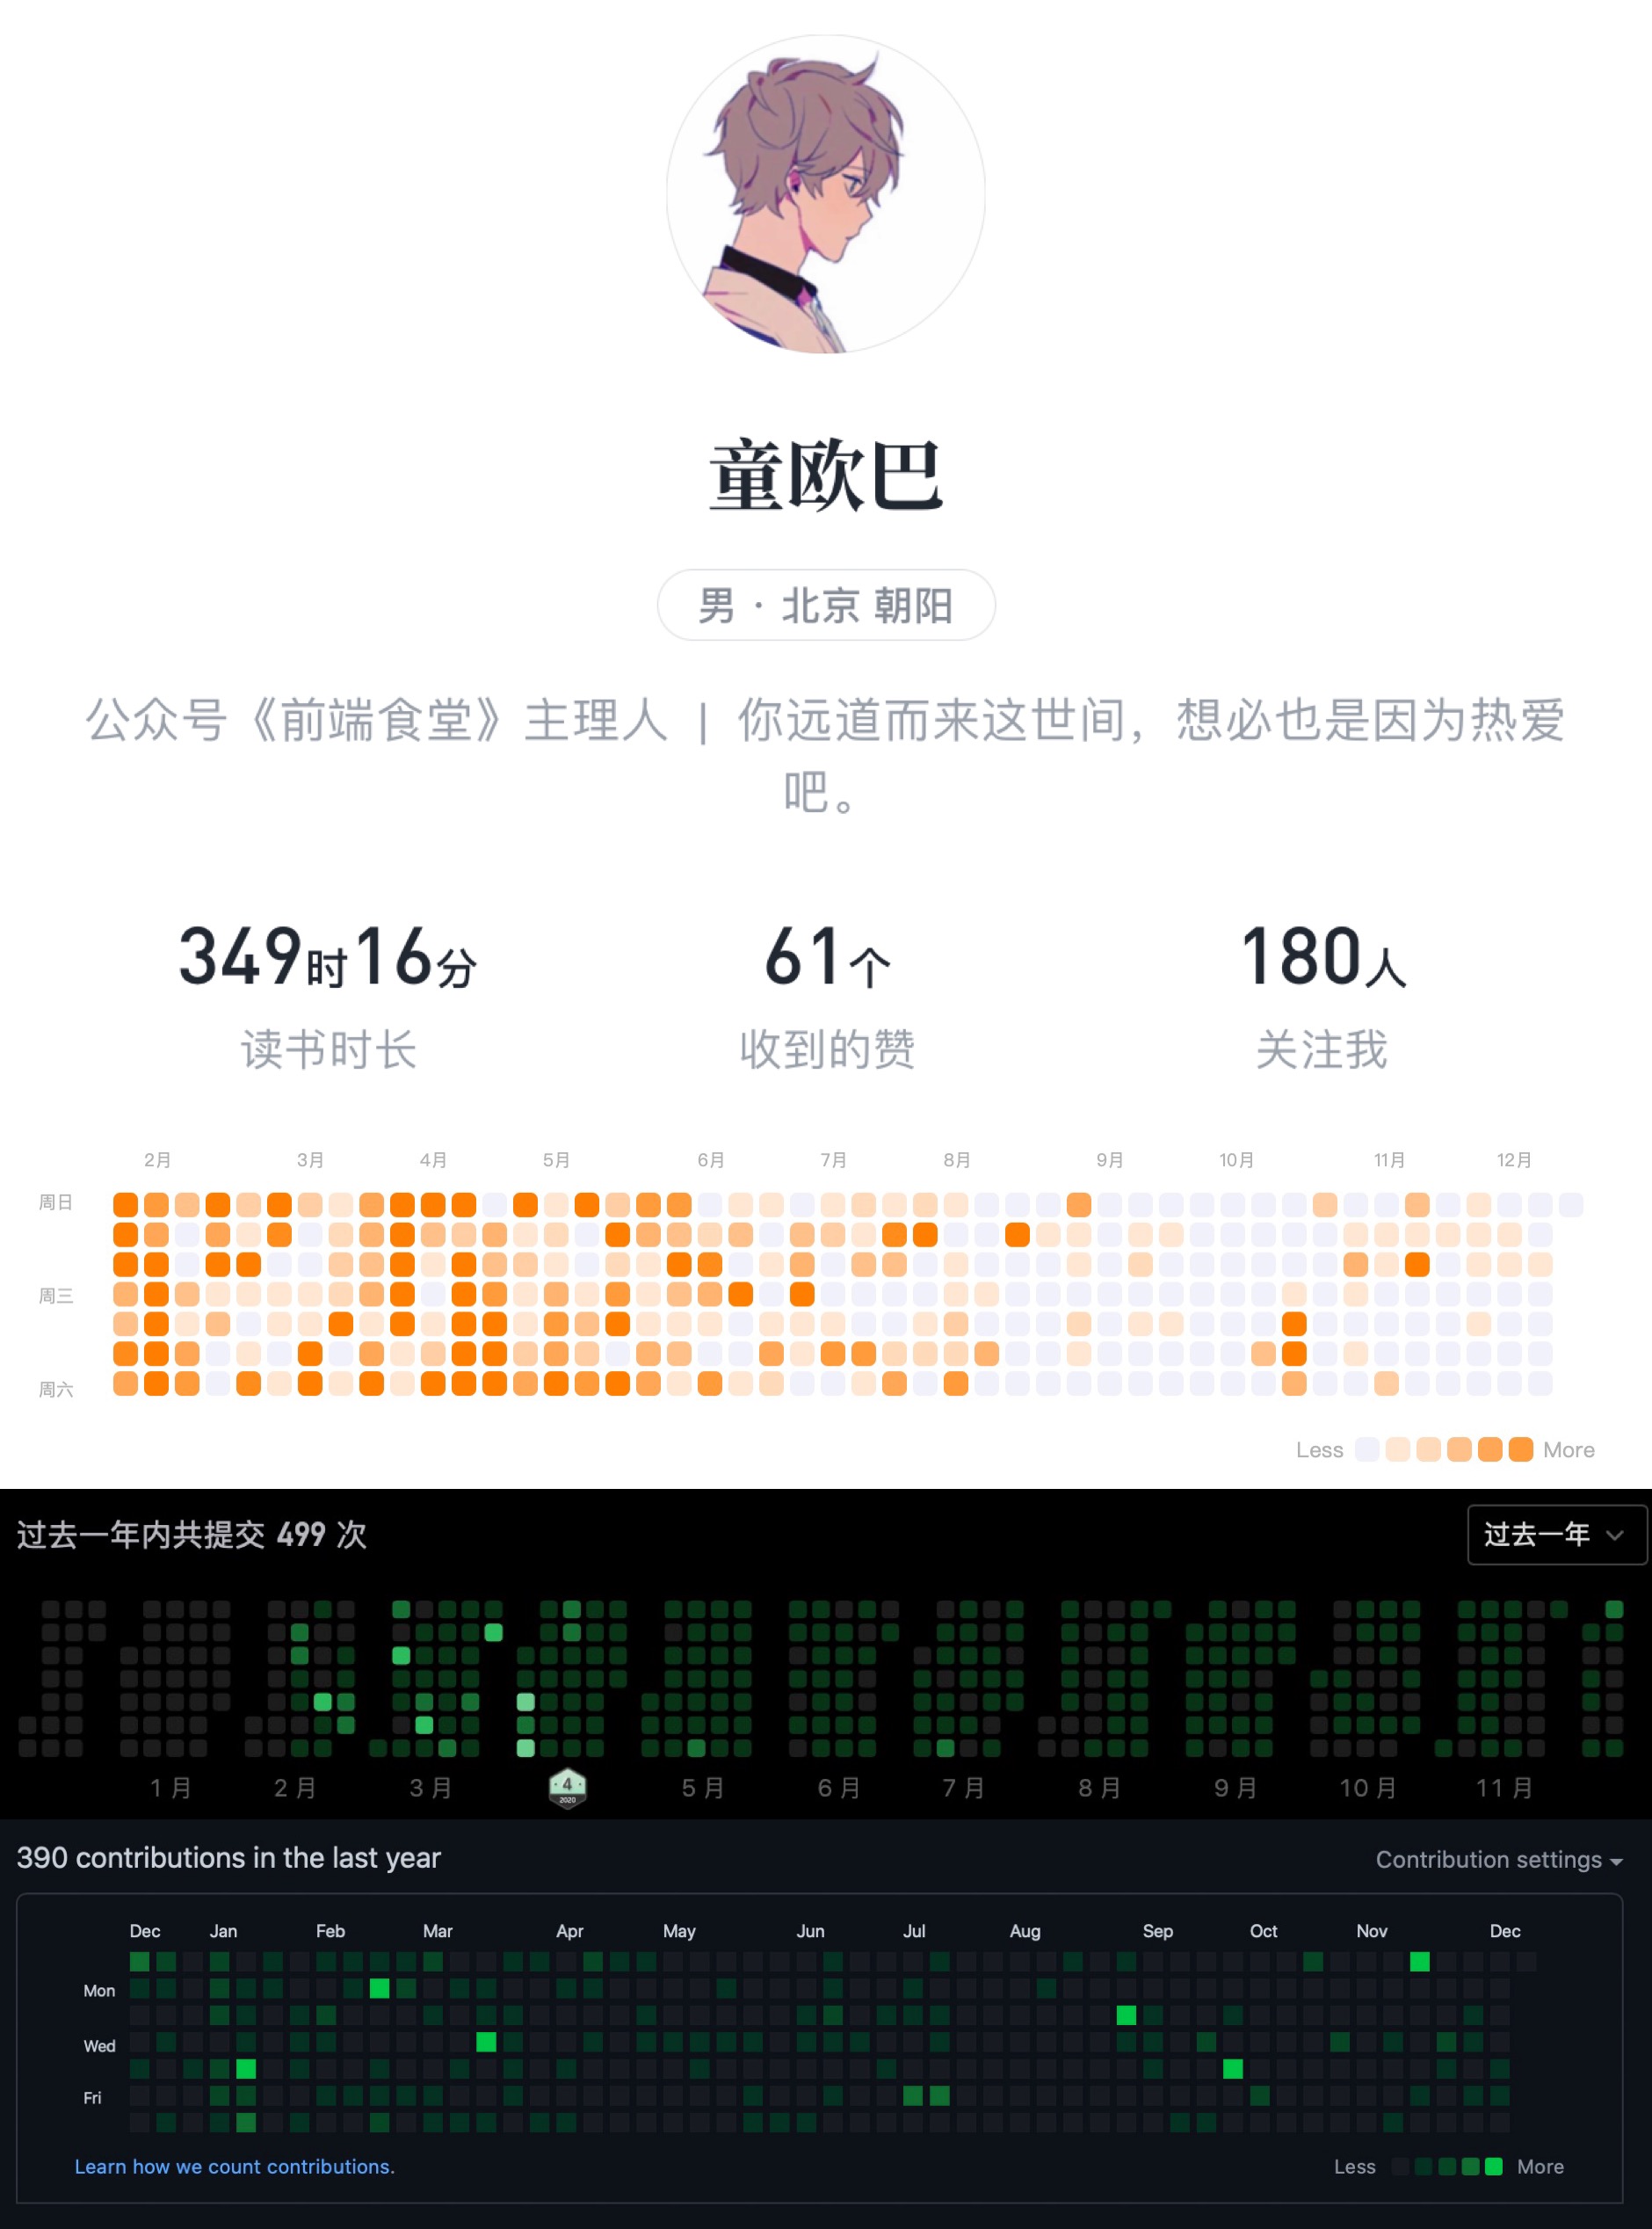 童欧巴
男 · 北京 朝阳
公众号《前端食堂》主理人 | 你远道而来这世间，想必也是因为热爱
吧。
349时16分 61个 180人
读书时长 收到的赞 关注我
2月 3月 4月 5月 6月 7月 8月 9月 10月 11月 12月
周日
周三
周六
Less More
过去一年内共提交 499 次 过去一年
1月 2月 3月 4 5月 6月 7月 8月 9月 10月 11月
2020
390 contributions in the last year Contribution settings
Dec Jan Feb Mar Apr May Jun Jul Aug Sep Oct Nov Dec
Mon
Wed
Fri
Learn how we count contributions. Less More